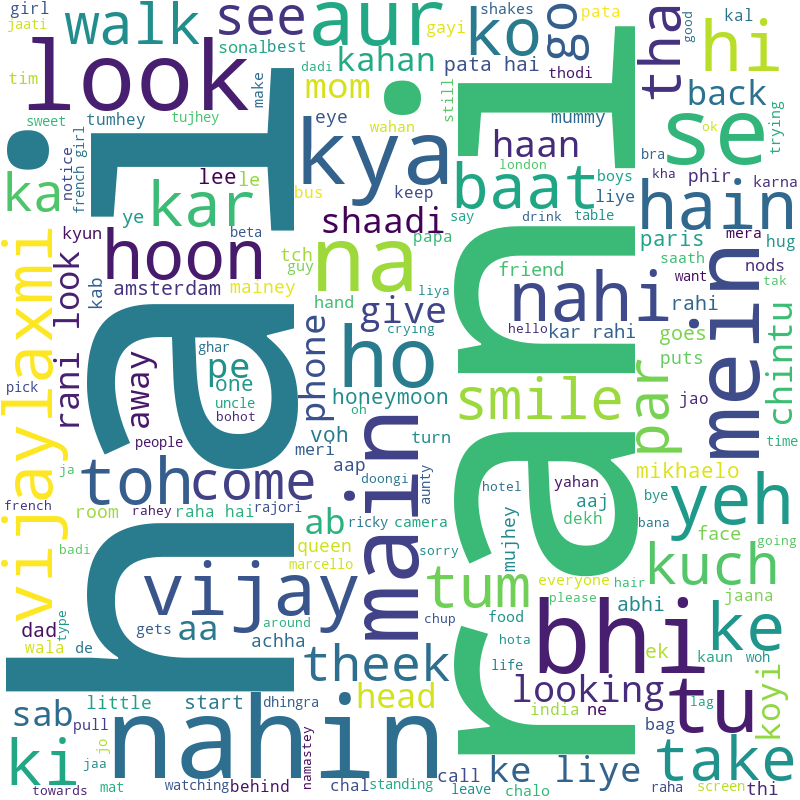 girl
jaati
walk
see
aur
gayi
shakes
pata
kal
good
sonal
best
kahan
ko
go
tha
hi
look
dadi
pata hai
thodi
tim
mom
make
still
back
trying
sweet
tumhey
tujhey
eye
wahan
mummy
se
ok
notice
french girl
kya
haan
london
bra
ka
kar
lee
le
bus
keep
baat
boys
liye
kha
phir
karna
hain
ye
shaadi
say
drink
table
kyun
beta
papa
paris
mera
hug
hoon
tch
guy
na
friend
saath
nods
kab
amsterdam
mainey
hand
liya
nahi
want
tak
rahi
vijaylaxmi
rani look
hai
rani
give
crying
hello
kar rahi
goes
mein
chintu
ghar
phone
ho
puts
away
pe
one
pick
uncle
honeymoon
smile
par
jao
bohot
oh
people
voh
turn
time
meri
ja
toh
come
aap
doongi
main
aunty
hotel
yahan
mikhaelo
french
room
rahey
raha hai
rajori
ab
ricky
camera
mujhey
aaj
dekh
bye
bana
yeh
badi
queen
sorry
face
going
marcello
everyone
hair
kuch
vijay
tum
please
jaana
type
dad
gets
aa
around
chup
food
abhi
ke
wala
de
achha
hota
bhi
ek
kaun
woh
theek
life
looking
tu
koyi
sab
little
start
dhingra
head
india
ne
lag
pull
bag
ki
jo
jaa
nahin
namastey
call
ke liye
take
mat
towards
watching
behind
chal
standing
leave
chalo
raha
screen
thi